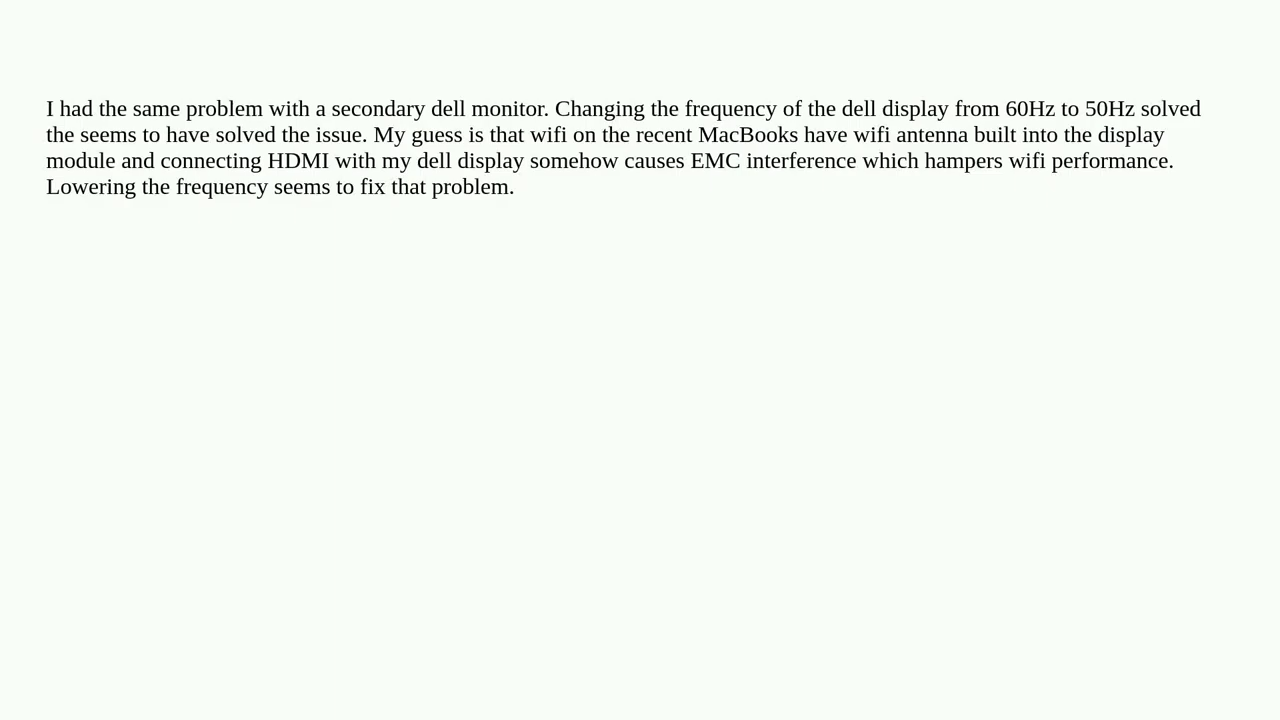 I had the same problem with a secondary dell monitor. Changing the frequency of the dell display from 60Hz to 50Hz solved
the seems to have solved the issue. My guess is that wifi on the recent MacBooks have wifi antenna built into the display
module and connecting HDMI with my dell display somehow causes EMC interference which hampers wifi performance.
Lowering the frequency seems to fix that problem.